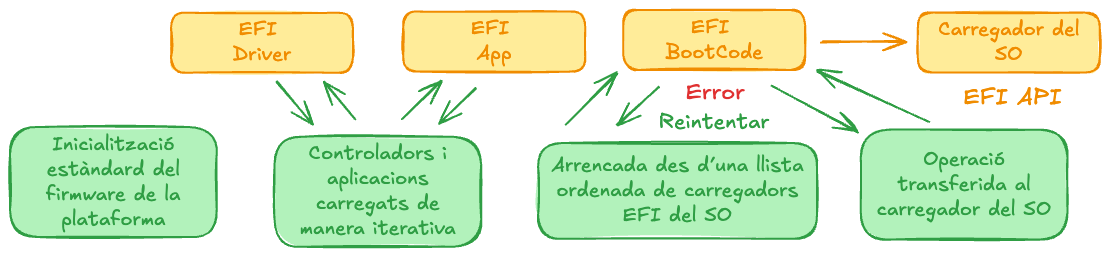 EFI
Driver
EFI
App
EFI
BootCode
Carregador del
SO
Error
Reintentar
EFI API
Inicialització
estàndard del
firmware de la
plataforma
Controladors i
aplicacions
carregats de
manera iterativa
Arrencada des d'una llista
ordenada de carregadors
EFI del SO
Operació
transferida al
carregador del SO